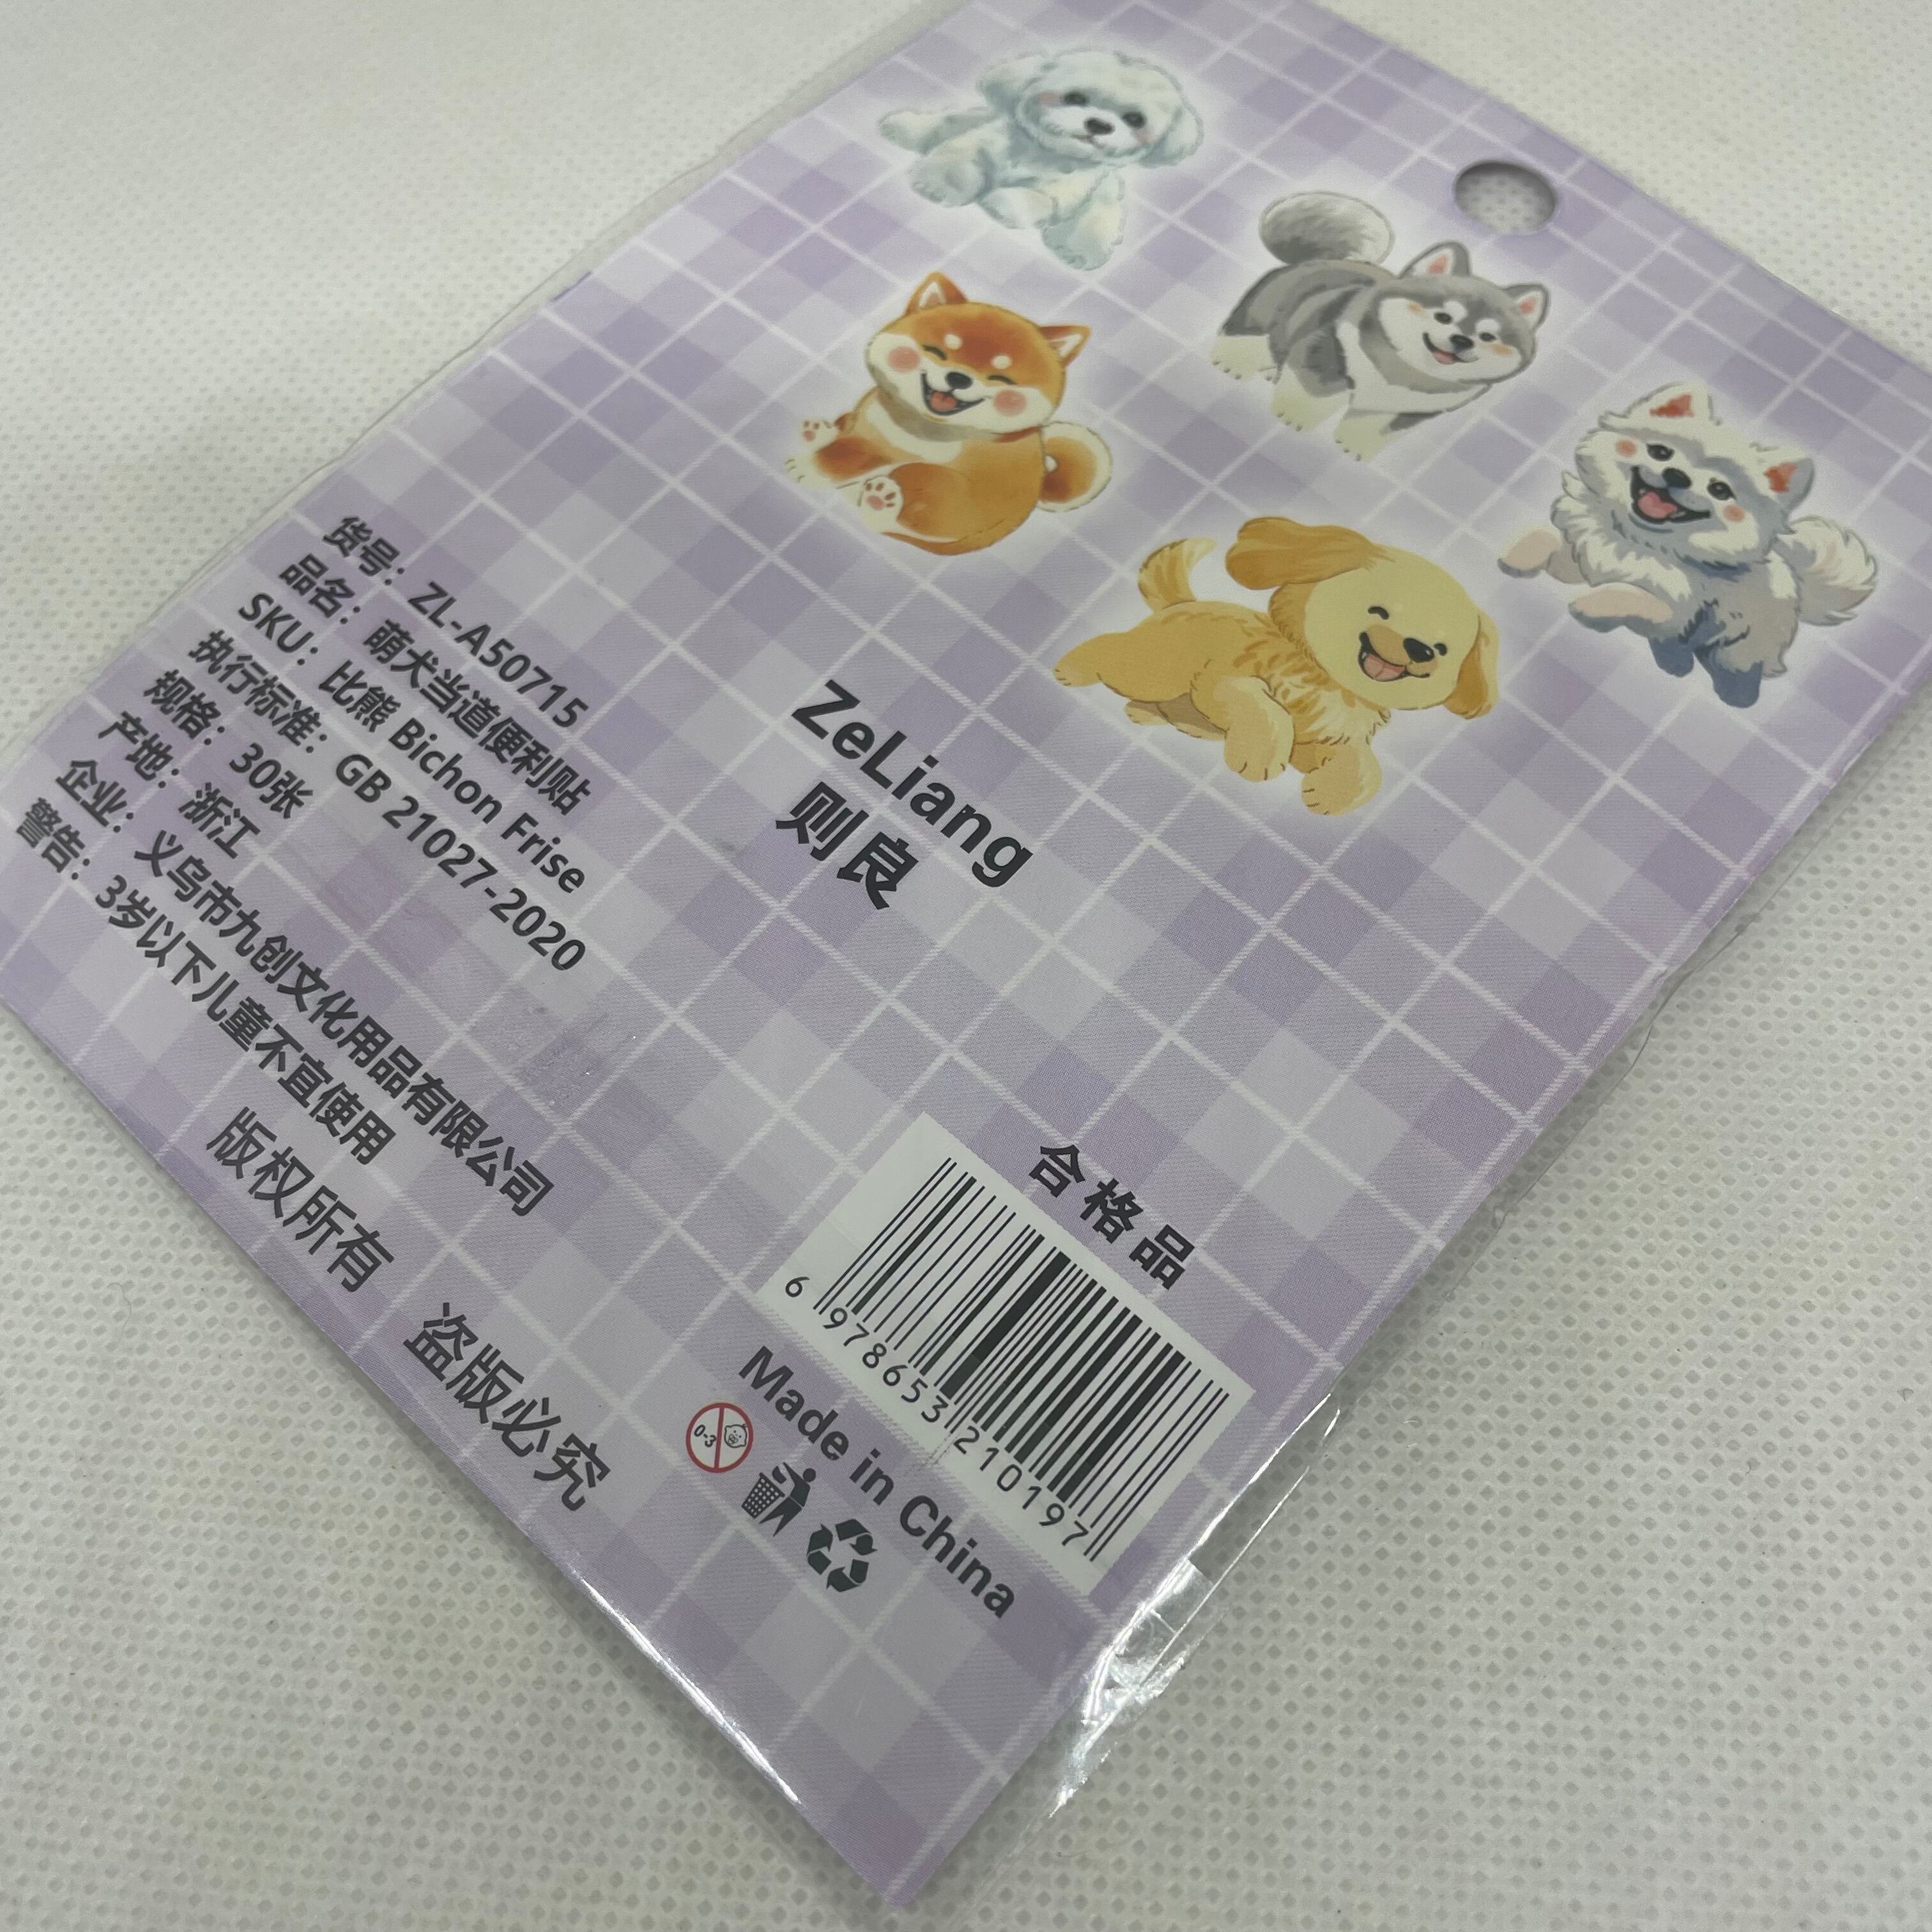 ZeLiang
则良
货号：ZL-A50715
品名：萌犬当道便利贴
SKU：比熊 Bichon Frise
执行标准：GB 21027-2020
规格：30张
产地：浙江
企业：义乌市九创文化用品有限公司
警告：3岁以下儿童不宜使用
版权所有 盗版必究
合格品
6 978653 210197
Made in China
0-3